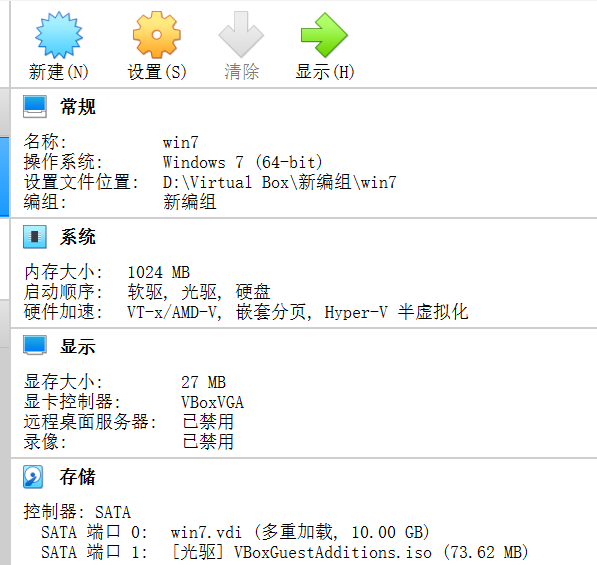 新建(N) 设置(S) 清除 显示(H)
常规
名称: win7
操作系统: Windows 7 (64-bit)
设置文件位置: D:\Virtual Box\新编组\win7
编组: 新编组
系统
内存大小: 1024 MB
启动顺序: 软驱, 光驱, 硬盘
硬件加速: VT-x/AMD-V, 嵌套分页, Hyper-V 半虚拟化
显示
显存大小: 27 MB
显卡控制器: VBoxVGA
远程桌面服务器: 已禁用
录像: 已禁用
存储
控制器: SATA
SATA 端口 0: win7.vdi (多重加载, 10.00 GB)
SATA 端口 1: [光驱] VBoxGuestAdditions.iso (73.62 MB)